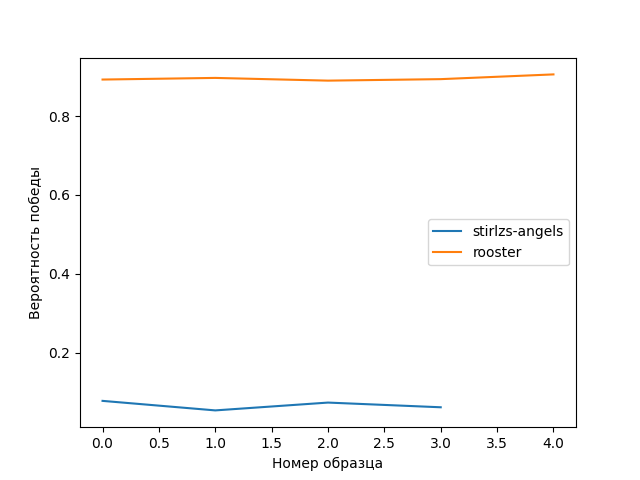 0.8
0.6
0.4
0.2
Вероятность победы
stirlzs-angels
rooster
0.0 0.5 1.0 1.5 2.0 2.5 3.0 3.5 4.0
Номер образца